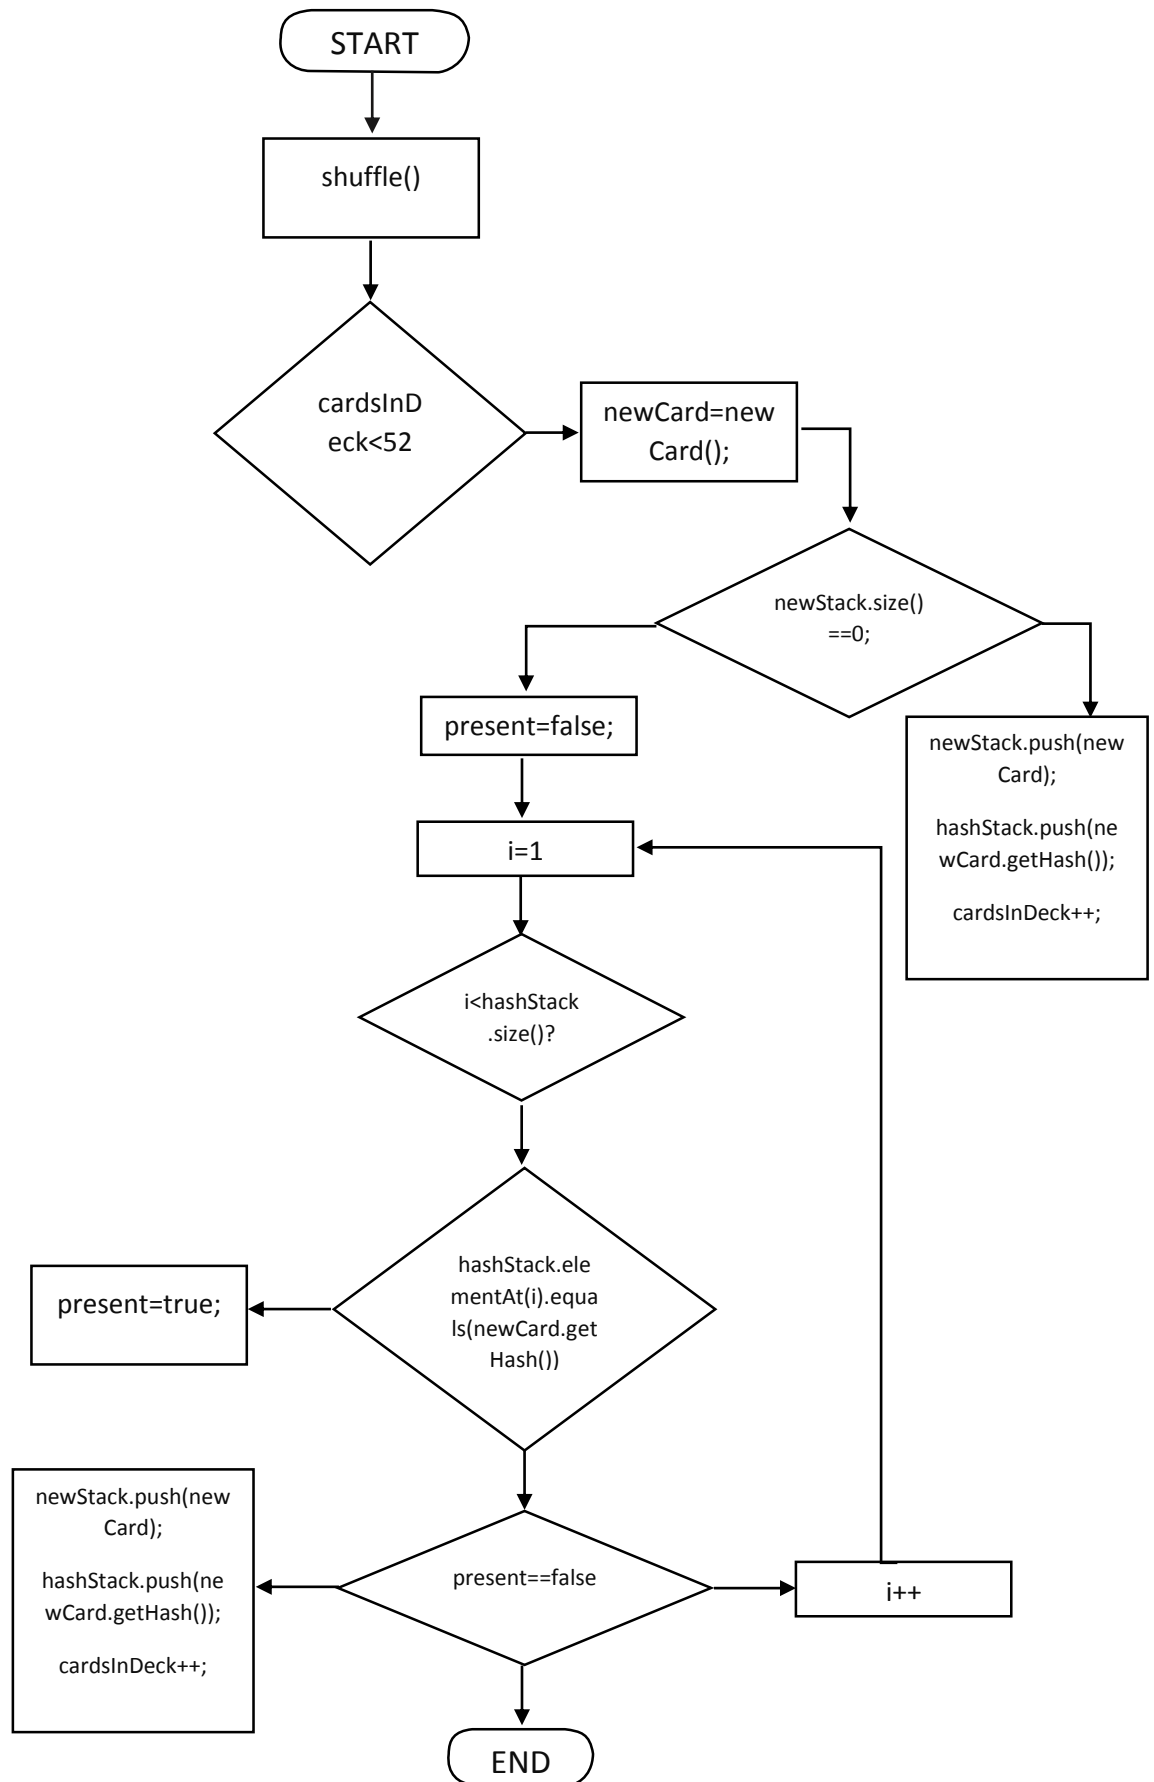 START
shuffle()
cardsInD
eck<52
newCard=new
Card();
newStack.size()
==0;
present=false;
newStack.push(new
Card);
hashStack.push(ne
wCard.getHash());
cardsInDeck++;
i=1
i<hashStack
.size()?
hashStack.ele
mentAt(i).equa
ls(newCard.get
Hash())
present=true;
newStack.push(new
Card);
hashStack.push(ne
wCard.getHash());
cardsInDeck++;
present==false
i++
END